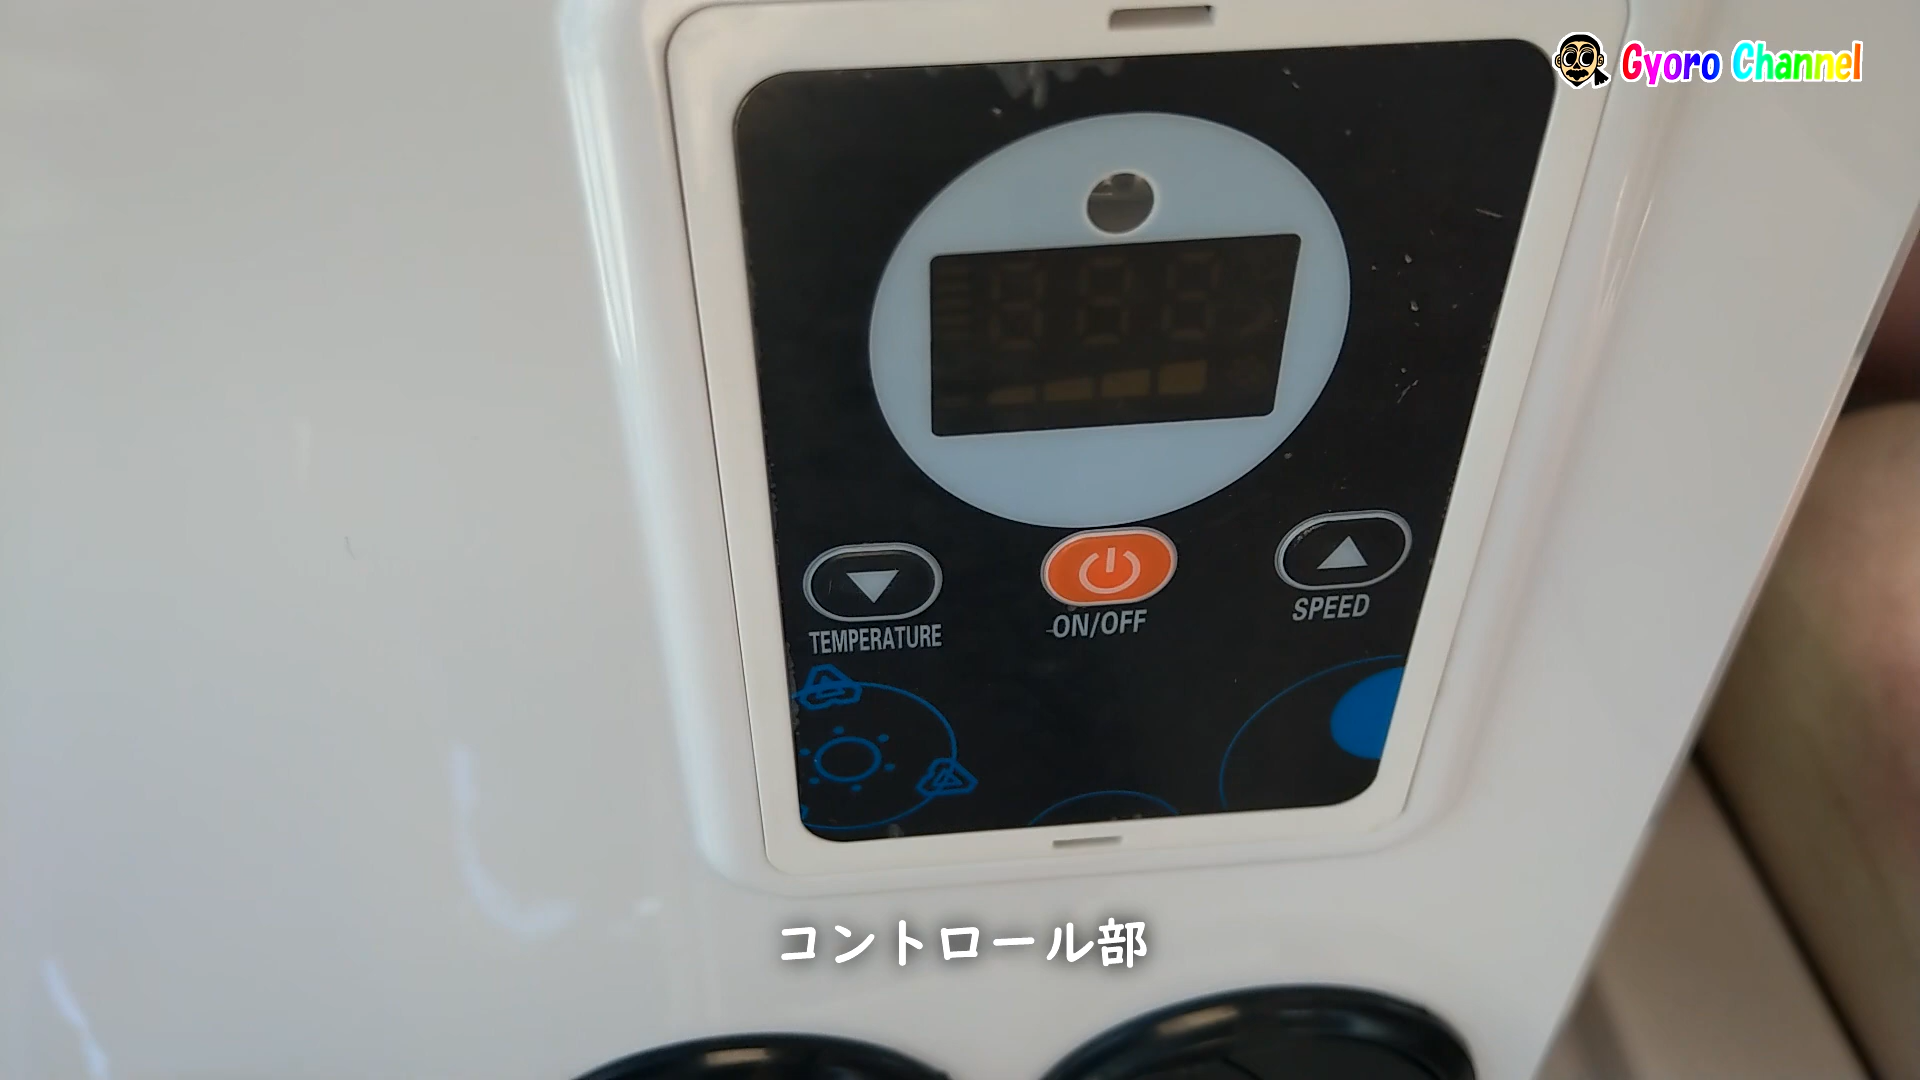 Gyoro Channel
TEMPERATURE
ON/OFF
SPEED
コントロール部